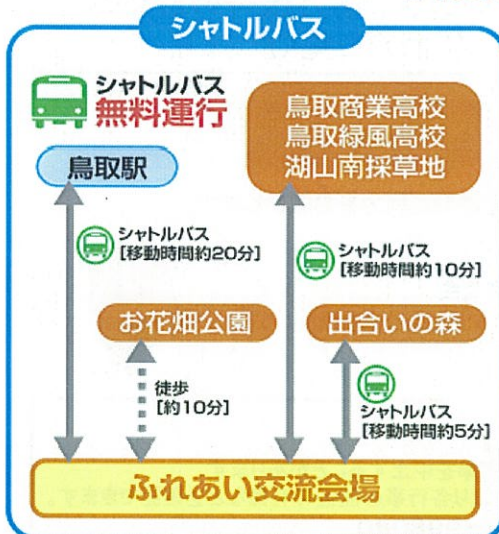 シャトルバス
シャトルバス
無料運行
鳥取駅
鳥取商業高校
鳥取緑風高校
湖山南採草地
シャトルバス
[移動時間約20分]
シャトルバス
[移動時間約10分]
お花畑公園
出合いの森
徒歩
[約10分]
シャトルバス
[移動時間約5分]
ふれあい交流会場